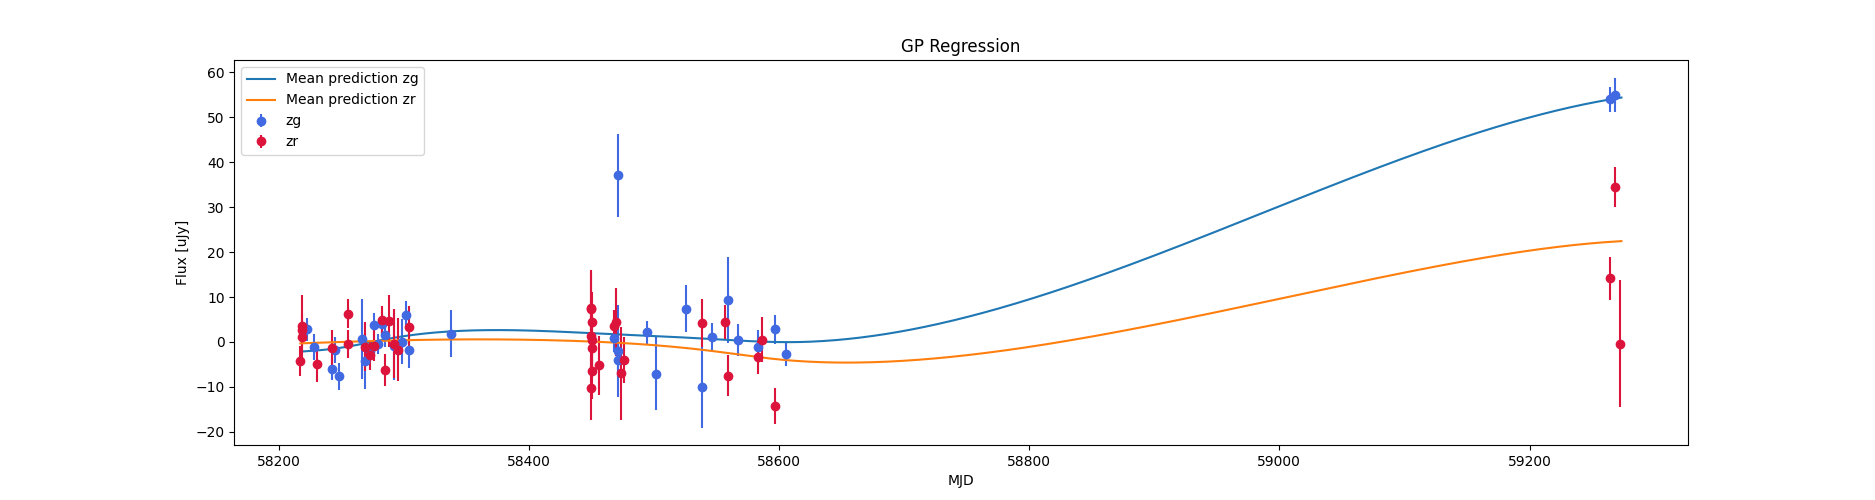 GP Regression
Mean prediction zg
Mean prediction zr
zg
zr
Flux [uJy]
60
50
40
30
20
10
0
−10
−20
58200 58400 58600 58800 59000 59200
MJD